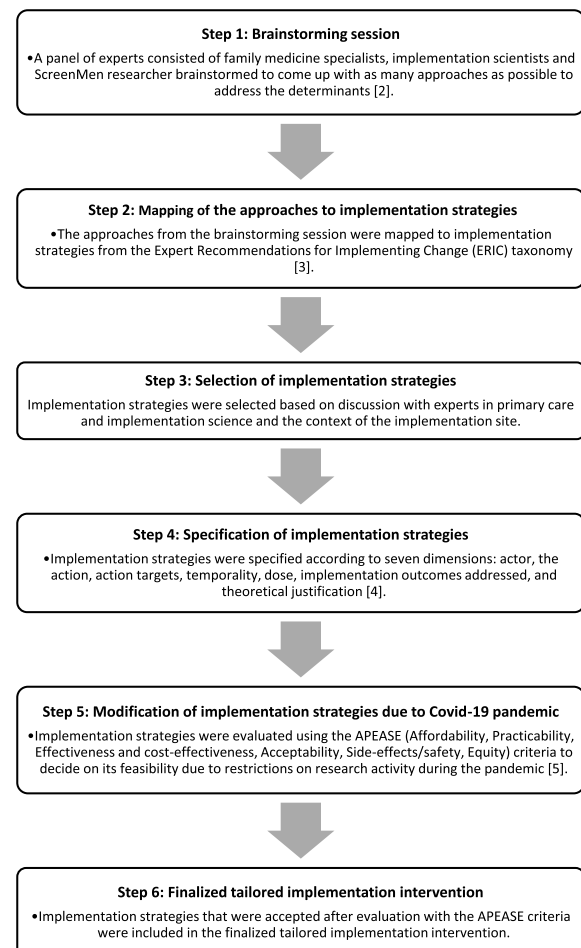 Step 1: Brainstorming session
•A panel of experts consisted of family medicine specialists, implementation scientists and
ScreenMen researcher brainstormed to come up with as many approaches as possible to
address the determinants [2].
Step 2: Mapping of the approaches to implementation strategies
•The approaches from the brainstorming session were mapped to implementation
strategies from the Expert Recommendations for Implementing Change (ERIC) taxonomy
[3].
Step 3: Selection of implementation strategies
Implementation strategies were selected based on discussion with experts in primary care
and implementation science and the context of the implementation site.
Step 4: Specification of implementation strategies
•Implementation strategies were specified according to seven dimensions: actor, the
action, action targets, temporality, dose, implementation outcomes addressed, and
theoretical justification [4].
Step 5: Modification of implementation strategies due to Covid-19 pandemic
•Implementation strategies were evaluated using the APEASE (Affordability, Practicability,
Effectiveness and cost-effectiveness, Acceptability, Side-effects/safety, Equity) criteria to
decide on its feasibility due to restrictions on research activity during the pandemic [5].
Step 6: Finalized tailored implementation intervention
•Implementation strategies that were accepted after evaluation with the APEASE criteria
were included in the finalized tailored implementation intervention.